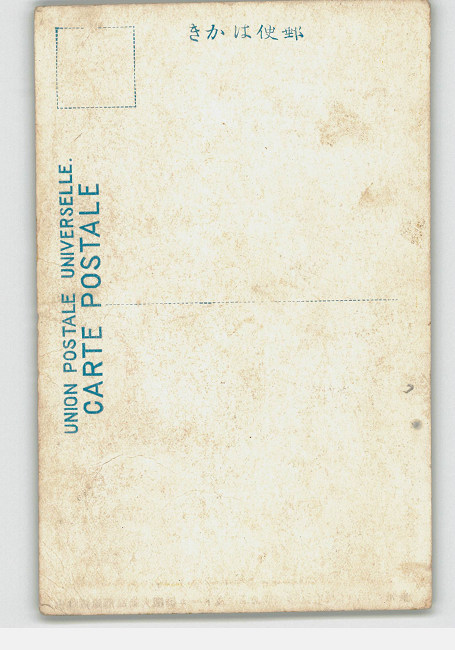 郵便はかき
UNION POSTALE UNIVERSELLE.
CARTE POSTALE